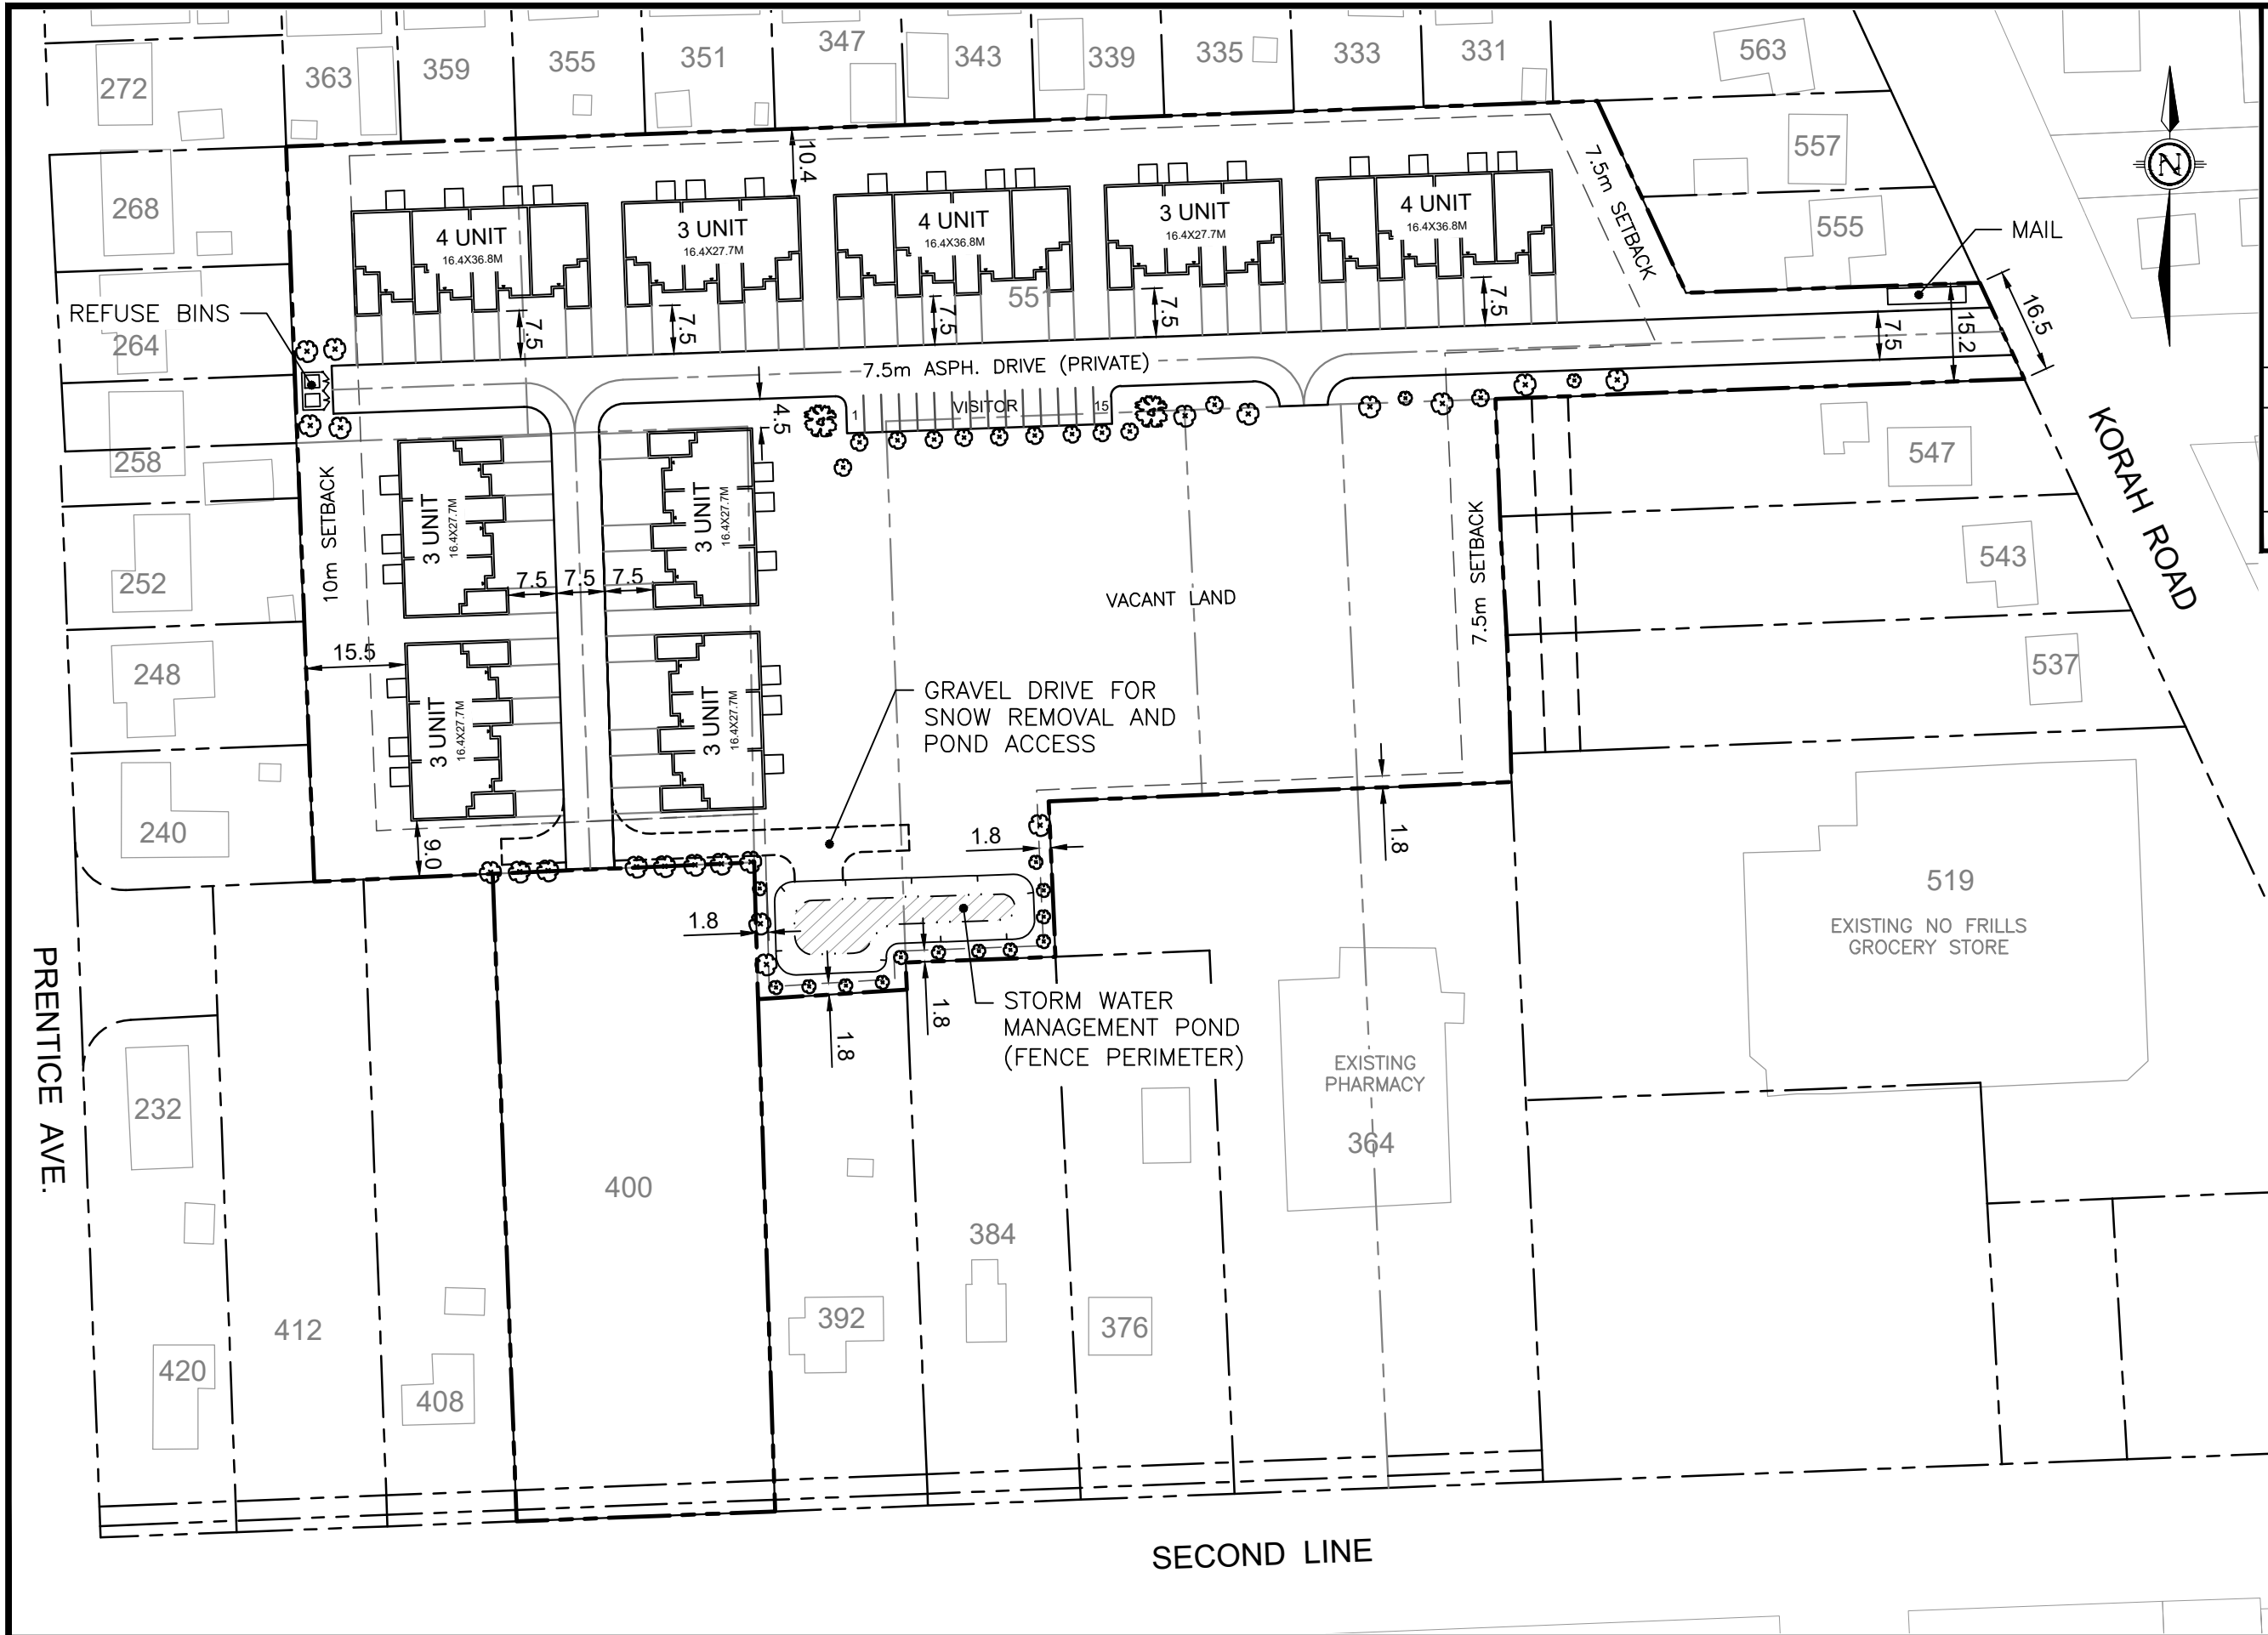 272
363
359
355
351
347
343
339
335
333
331
563
557
555
268
264
258
252
248
240
232
420
412
408
400
392
384
376
364
519
547
543
537
551
N
10.4
7.5m SETBACK
4 UNIT
16.4X36.8M
3 UNIT
16.4X27.7M
4 UNIT
16.4X36.8M
3 UNIT
16.4X27.7M
4 UNIT
16.4X36.8M
MAIL
REFUSE BINS
7.5
7.5
7.5
7.5
7.5
7.5
15.2
16.5
7.5m ASPH. DRIVE (PRIVATE)
4.5
1
VISITOR
15
KORAH ROAD
10m SETBACK
3 UNIT
16.4X27.7M
3 UNIT
16.4X27.7M
7.5
7.5
7.5
VACANT LAND
7.5m SETBACK
15.5
3 UNIT
16.4X27.7M
3 UNIT
16.4X27.7M
GRAVEL DRIVE FOR
SNOW REMOVAL AND
POND ACCESS
9.0
1.8
1.8
1.8
1.8
1.8
STORM WATER
MANAGEMENT POND
(FENCE PERIMETER)
EXISTING NO FRILLS
GROCERY STORE
EXISTING
PHARMACY
PRENTICE AVE.
SECOND LINE